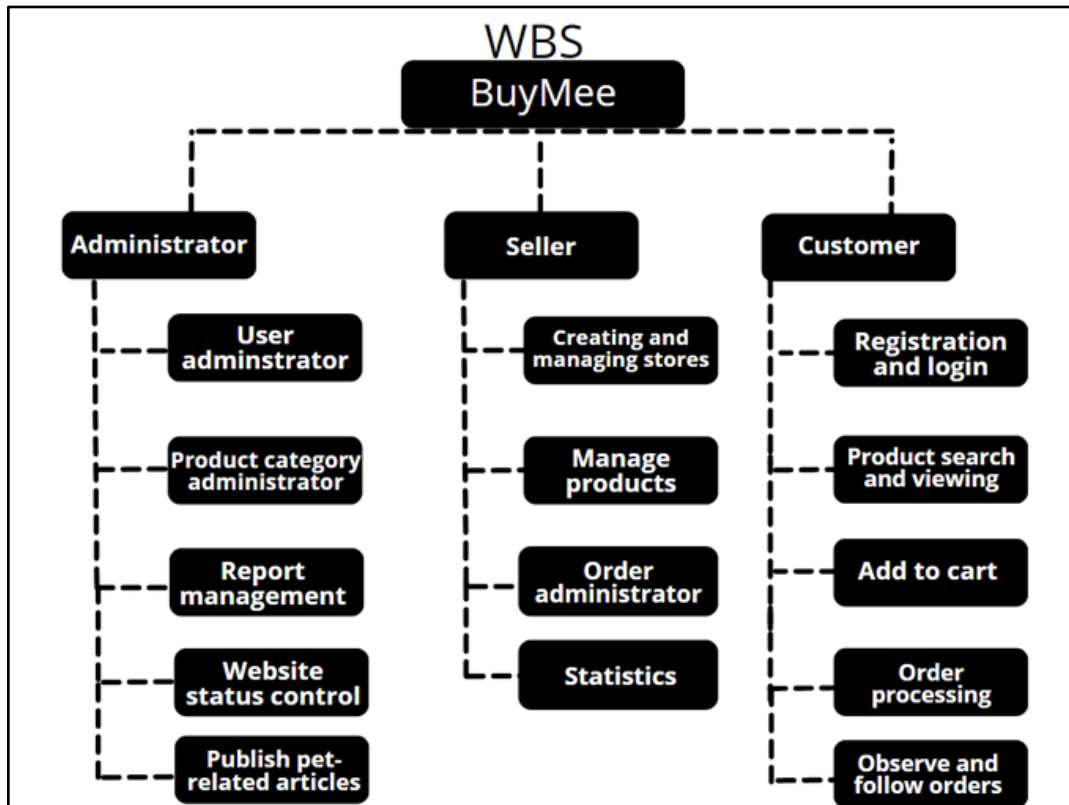 WBS
BuyMee
Administrator
Seller
Customer
User
adminstrator
Product category
administrator
Report
management
Website
status control
Publish pet-
related articles
Creating and
managing stores
Manage
products
Order
administrator
Statistics
Registration
and login
Product search
and viewing
Add to cart
Order
processing
Observe and
follow orders